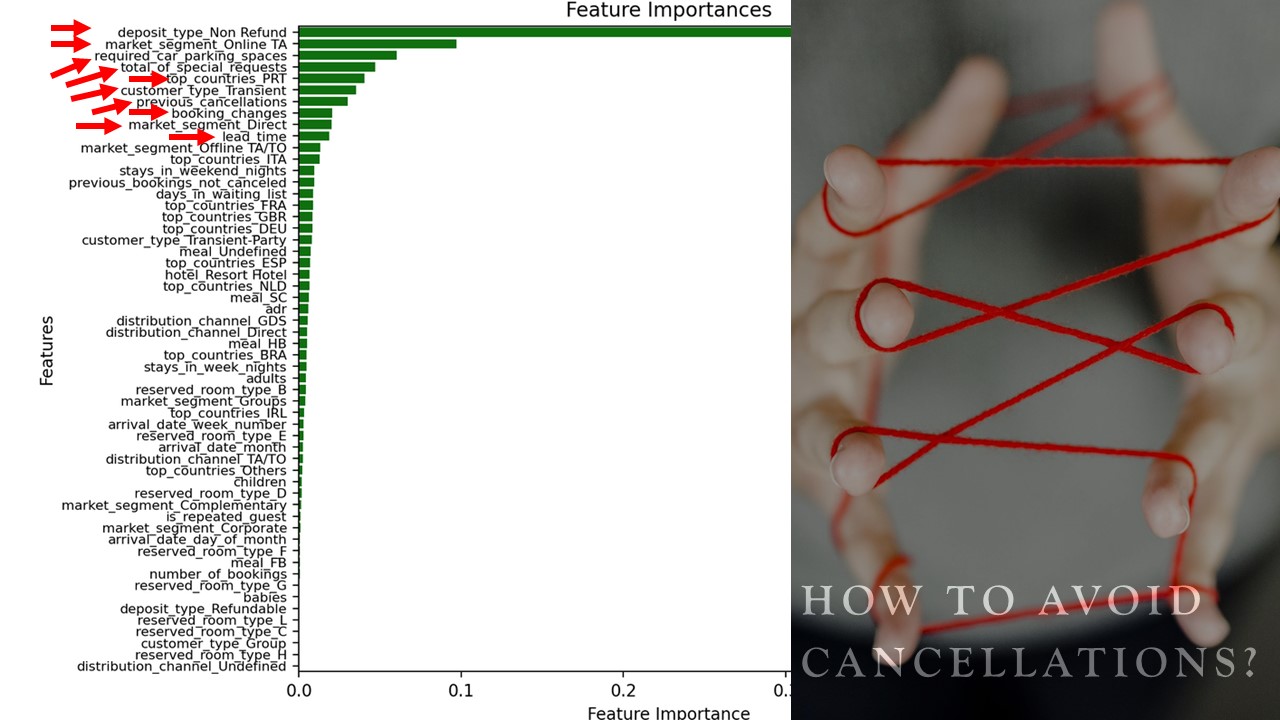 Feature Importances
deposit_type_Non Refund
market_segment_Online TA
required_car_parking_spaces
total_of_special_requests
top_countries_PRT
customer_type_Transient
previous_cancellations
booking_changes
market_segment_Direct
lead_time
market_segment_Offline TA/TO
top_countries_ITA
stays_in_weekend_nights
previous_bookings_not_canceled
days_in_waiting_list
top_countries_FRA
top_countries_GBR
top_countries_DEU
customer_type_Transient-Party
meal_Undefined
top_countries_ESP
hotel_Resort Hotel
top_countries_NLD
meal_SC
adr
distribution_channel_GDS
distribution_channel_Direct
meal_HB
top_countries_BRA
stays_in_week_nights
adults
reserved_room_type_B
market_segment_Groups
top_countries_IRL
arrival_date_week_number
reserved_room_type_E
arrival_date_month
distribution_channel_TA/TO
top_countries_Others
children
reserved_room_type_D
market_segment_Complementary
is_repeated_guest
market_segment_Corporate
arrival_date_day_of_month
reserved_room_type_F
meal_FB
number_of_bookings
reserved_room_type_G
babies
deposit_type_Refundable
reserved_room_type_L
reserved_room_type_C
customer_type_Group
reserved_room_type_H
distribution_channel_Undefined
Features
0.0 0.1 0.2
Feature Importance
HOW TO AVOID
CANCELLATIONS?